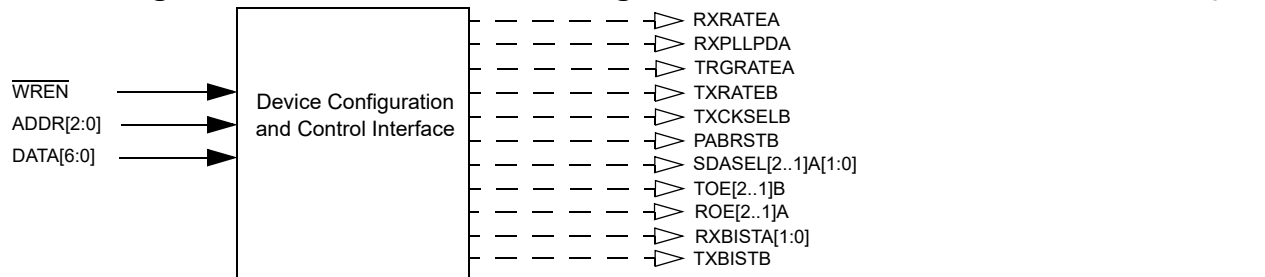 RXRATEA
RXPLLPDA
TRGRATEA
WREN
TXRATEB
Device Configuration
TXCKSELB
ADDR[2:0]
and Control Interface
PABRSTB
DATA[6:0]
SDASEL[2..1]A[1:0]
TOE[2..1]B
ROE[2..1]A
RXBISTA[1:0]
TXBISTB